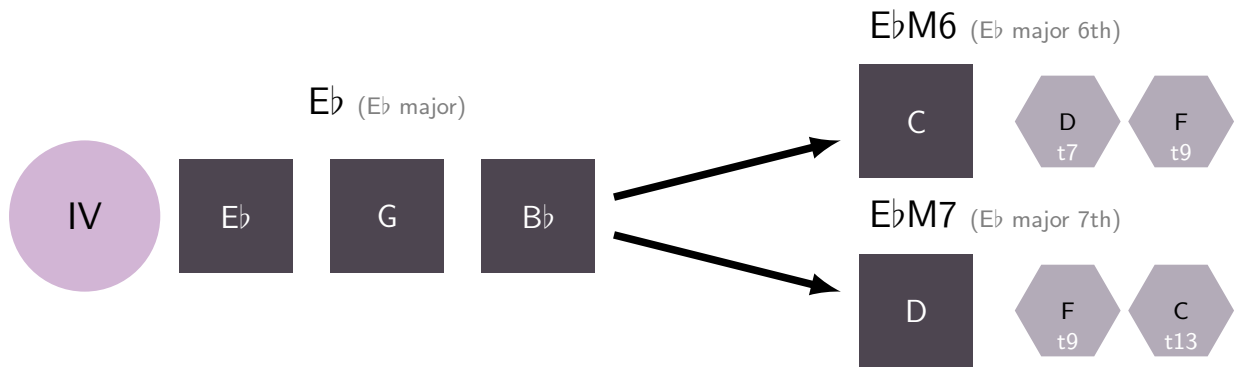 E♭M6 (E♭ major 6th)
E♭ (E♭ major)
C D F
t7 t9
IV E♭ G B♭
E♭M7 (E♭ major 7th)
D F C
t9 t13